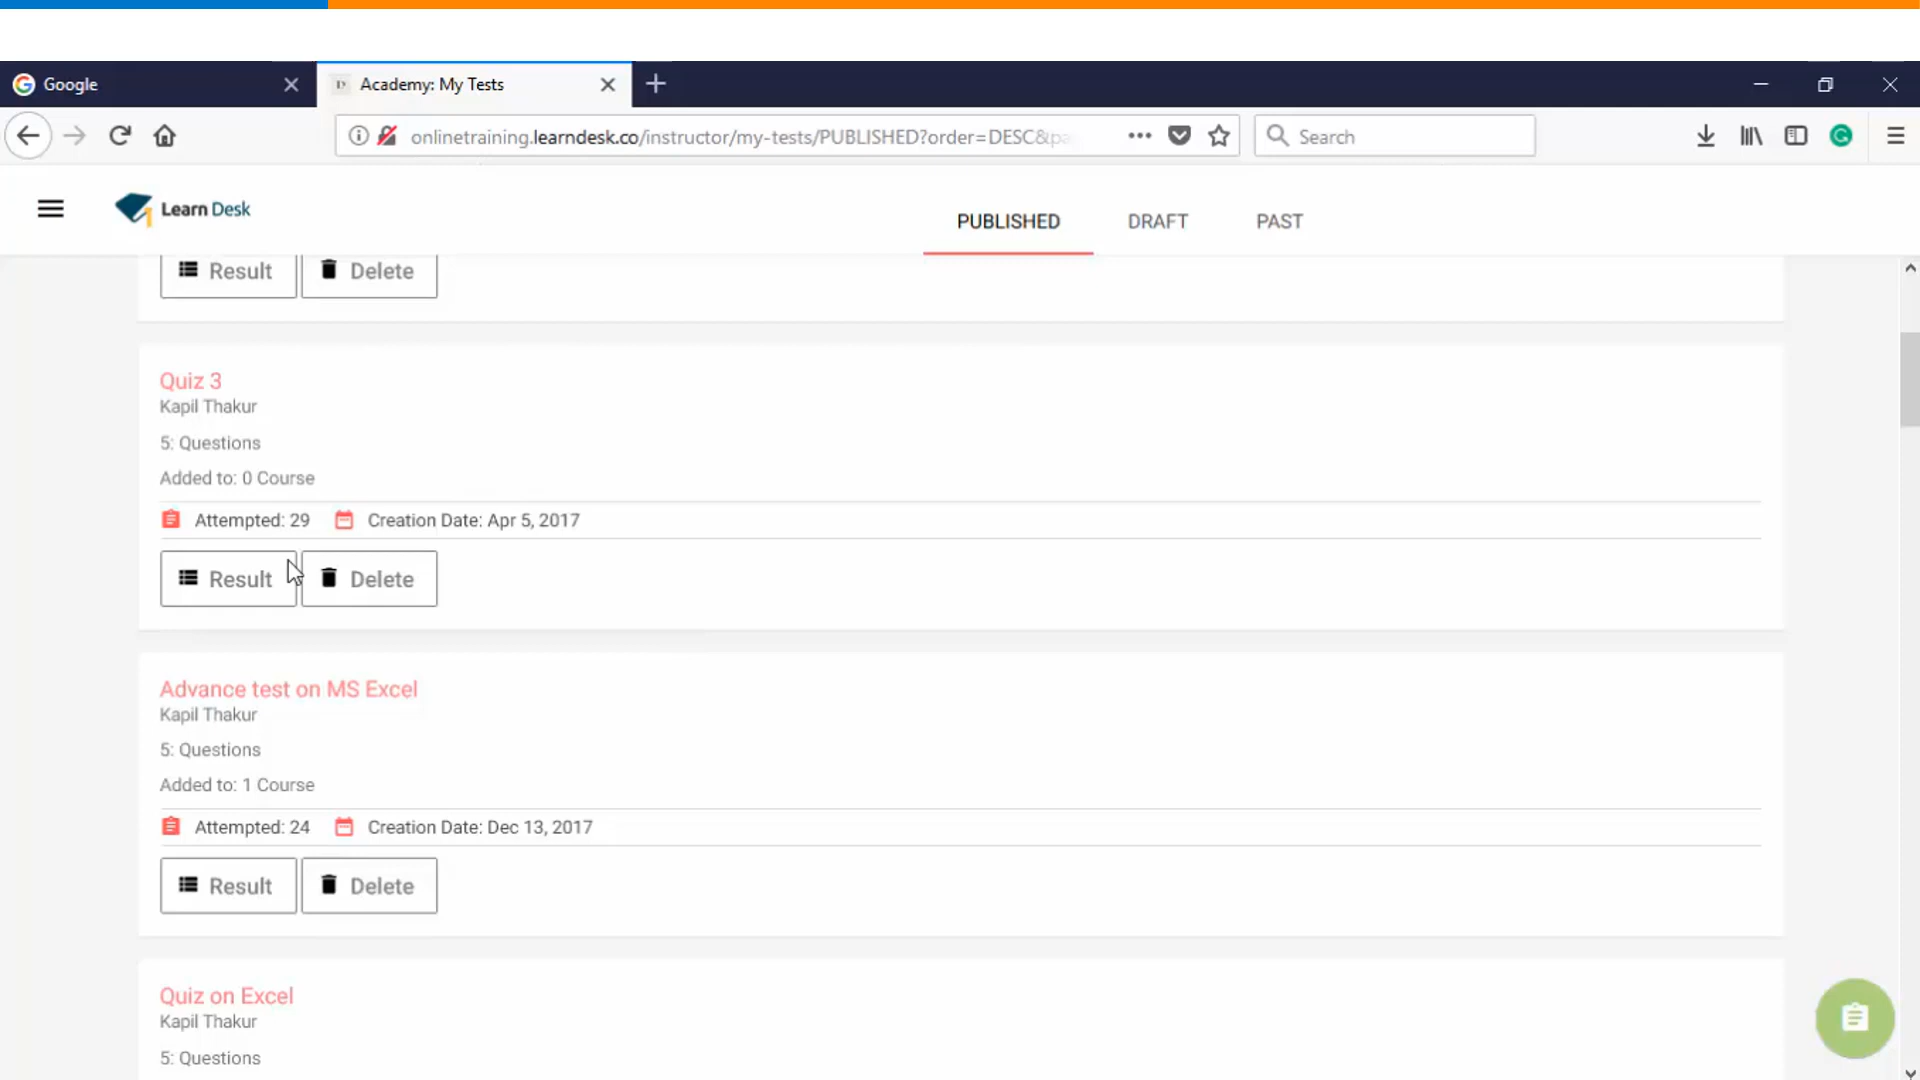 Google
Academy: My Tests
onlinetraining.learndesk.co/instructor/my-tests/PUBLISHED?order=DESC&pa
Search
Learn Desk
PUBLISHED DRAFT PAST
Result Delete
Quiz 3
Kapil Thakur
5: Questions
Added to: 0 Course
Attempted: 29 Creation Date: Apr 5, 2017
Result Delete
Advance test on MS Excel
Kapil Thakur
5: Questions
Added to: 1 Course
Attempted: 24 Creation Date: Dec 13, 2017
Result Delete
Quiz on Excel
Kapil Thakur
5: Questions